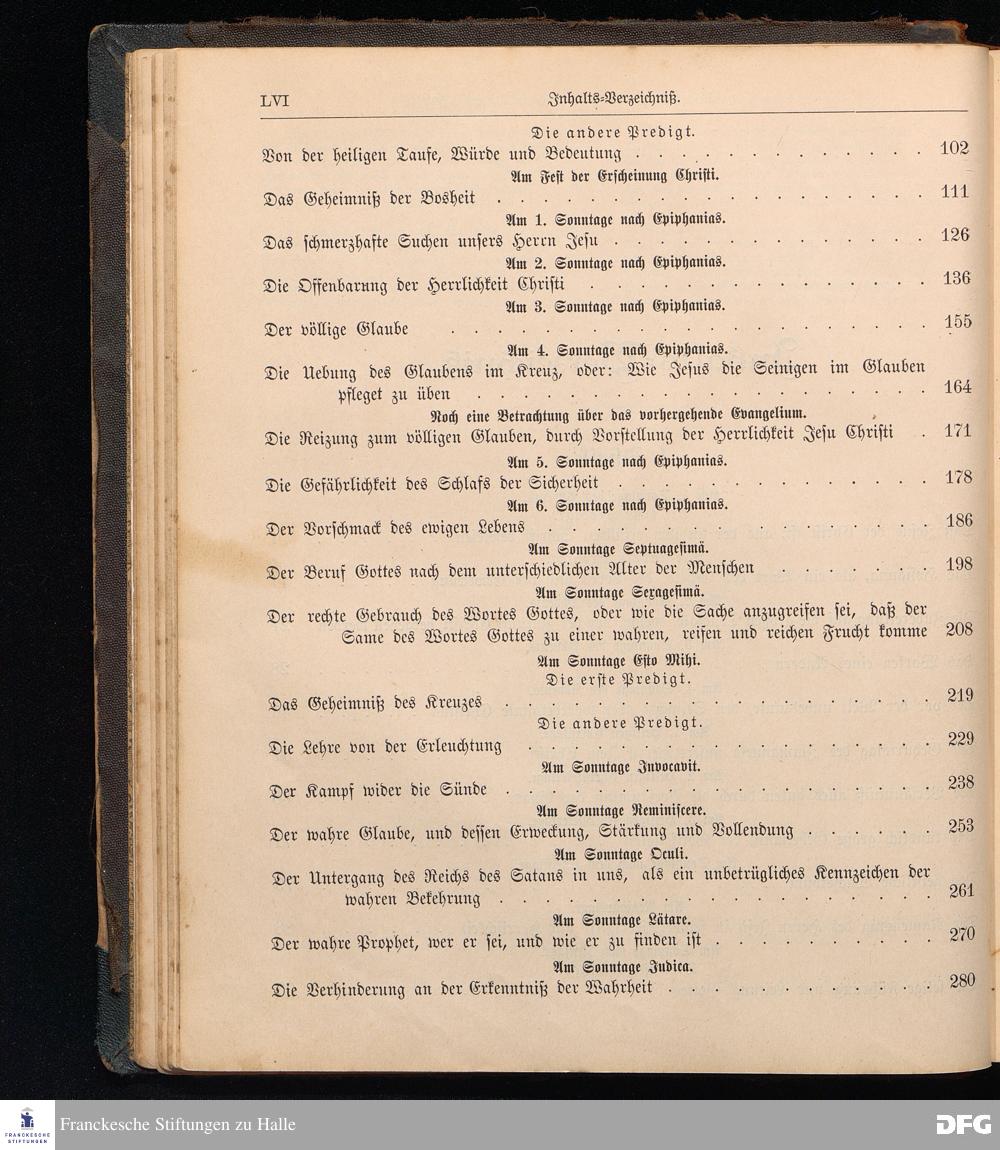 LVI Inhalts-Verzeichniß.
Die andere Predigt.
Von der heiligen Taufe, Würde und Bedeutung . . . . . . . . . . . . . 102
Am Fest der Erscheinung Christi.
Das Geheimniß der Bosheit . . . . . . . . . . . . . . . . . . . 111
Am 1. Sonntage nach Epiphanias.
Das schmerzhafte Suchen unsers Herrn Jesu . . . . . . . . . . . . . . 126
Am 2. Sonntage nach Epiphanias.
Die Offenbarung der Herrlichkeit Christi . . . . . . . . . . . . . . . 136
Am 3. Sonntage nach Epiphanias.
Der völlige Glaube . . . . . . . . . . . . . . . . . . . . . 155
Am 4. Sonntage nach Epiphanias.
Die Uebung des Glaubens im Kreuz, oder: Wie Jesus die Seinigen im Glauben
pfleget zu üben . . . . . . . . . . . . . . . . . . . . 164
Noch eine Betrachtung über das vorhergehende Evangelium.
Die Reizung zum völligen Glauben, durch Vorstellung der Herrlichkeit Jesu Christi . 171
Am 5. Sonntage nach Epiphanias.
Die Gefährlichkeit des Schlafs der Sicherheit . . . . . . . . . . . . . . 178
Am 6. Sonntage nach Epiphanias.
Der Vorschmack des ewigen Lebens . . . . . . . . . . . . . . . . . 186
Am Sonntage Septuagesimä.
Der Beruf Gottes nach dem unterschiedlichen Alter der Menschen . . . . . . . 198
Am Sonntage Sexagesimä.
Der rechte Gebrauch des Wortes Gottes, oder wie die Sache anzugreifen sei, daß der
Same des Wortes Gottes zu einer wahren, reifen und reichen Frucht komme 208
Am Sonntage Esto Mihi.
Die erste Predigt.
Das Geheimniß des Kreuzes . . . . . . . . . . . . . . . . . . . 219
Die andere Predigt.
Die Lehre von der Erleuchtung . . . . . . . . . . . . . . . . . . 229
Am Sonntage Invocavit.
Der Kampf wider die Sünde . . . . . . . . . . . . . . . . . . . 238
Am Sonntage Reminiscere.
Der wahre Glaube, und dessen Erweckung, Stärkung und Vollendung . . . . . . 253
Am Sonntage Oculi.
Der Untergang des Reichs des Satans in uns, als ein unbetrügliches Kennzeichen der
wahren Bekehrung . . . . . . . . . . . . . . . . . . . 261
Am Sonntage Lätare.
Der wahre Prophet, wer er sei, und wie er zu finden ist . . . . . . . . . . 270
Am Sonntage Judica.
Die Verhinderung an der Erkenntniß der Wahrheit . . . . . . . . . . . . 280
FRANCKESCHE
STIFTUNGEN
Franckesche Stiftungen zu Halle
DFG